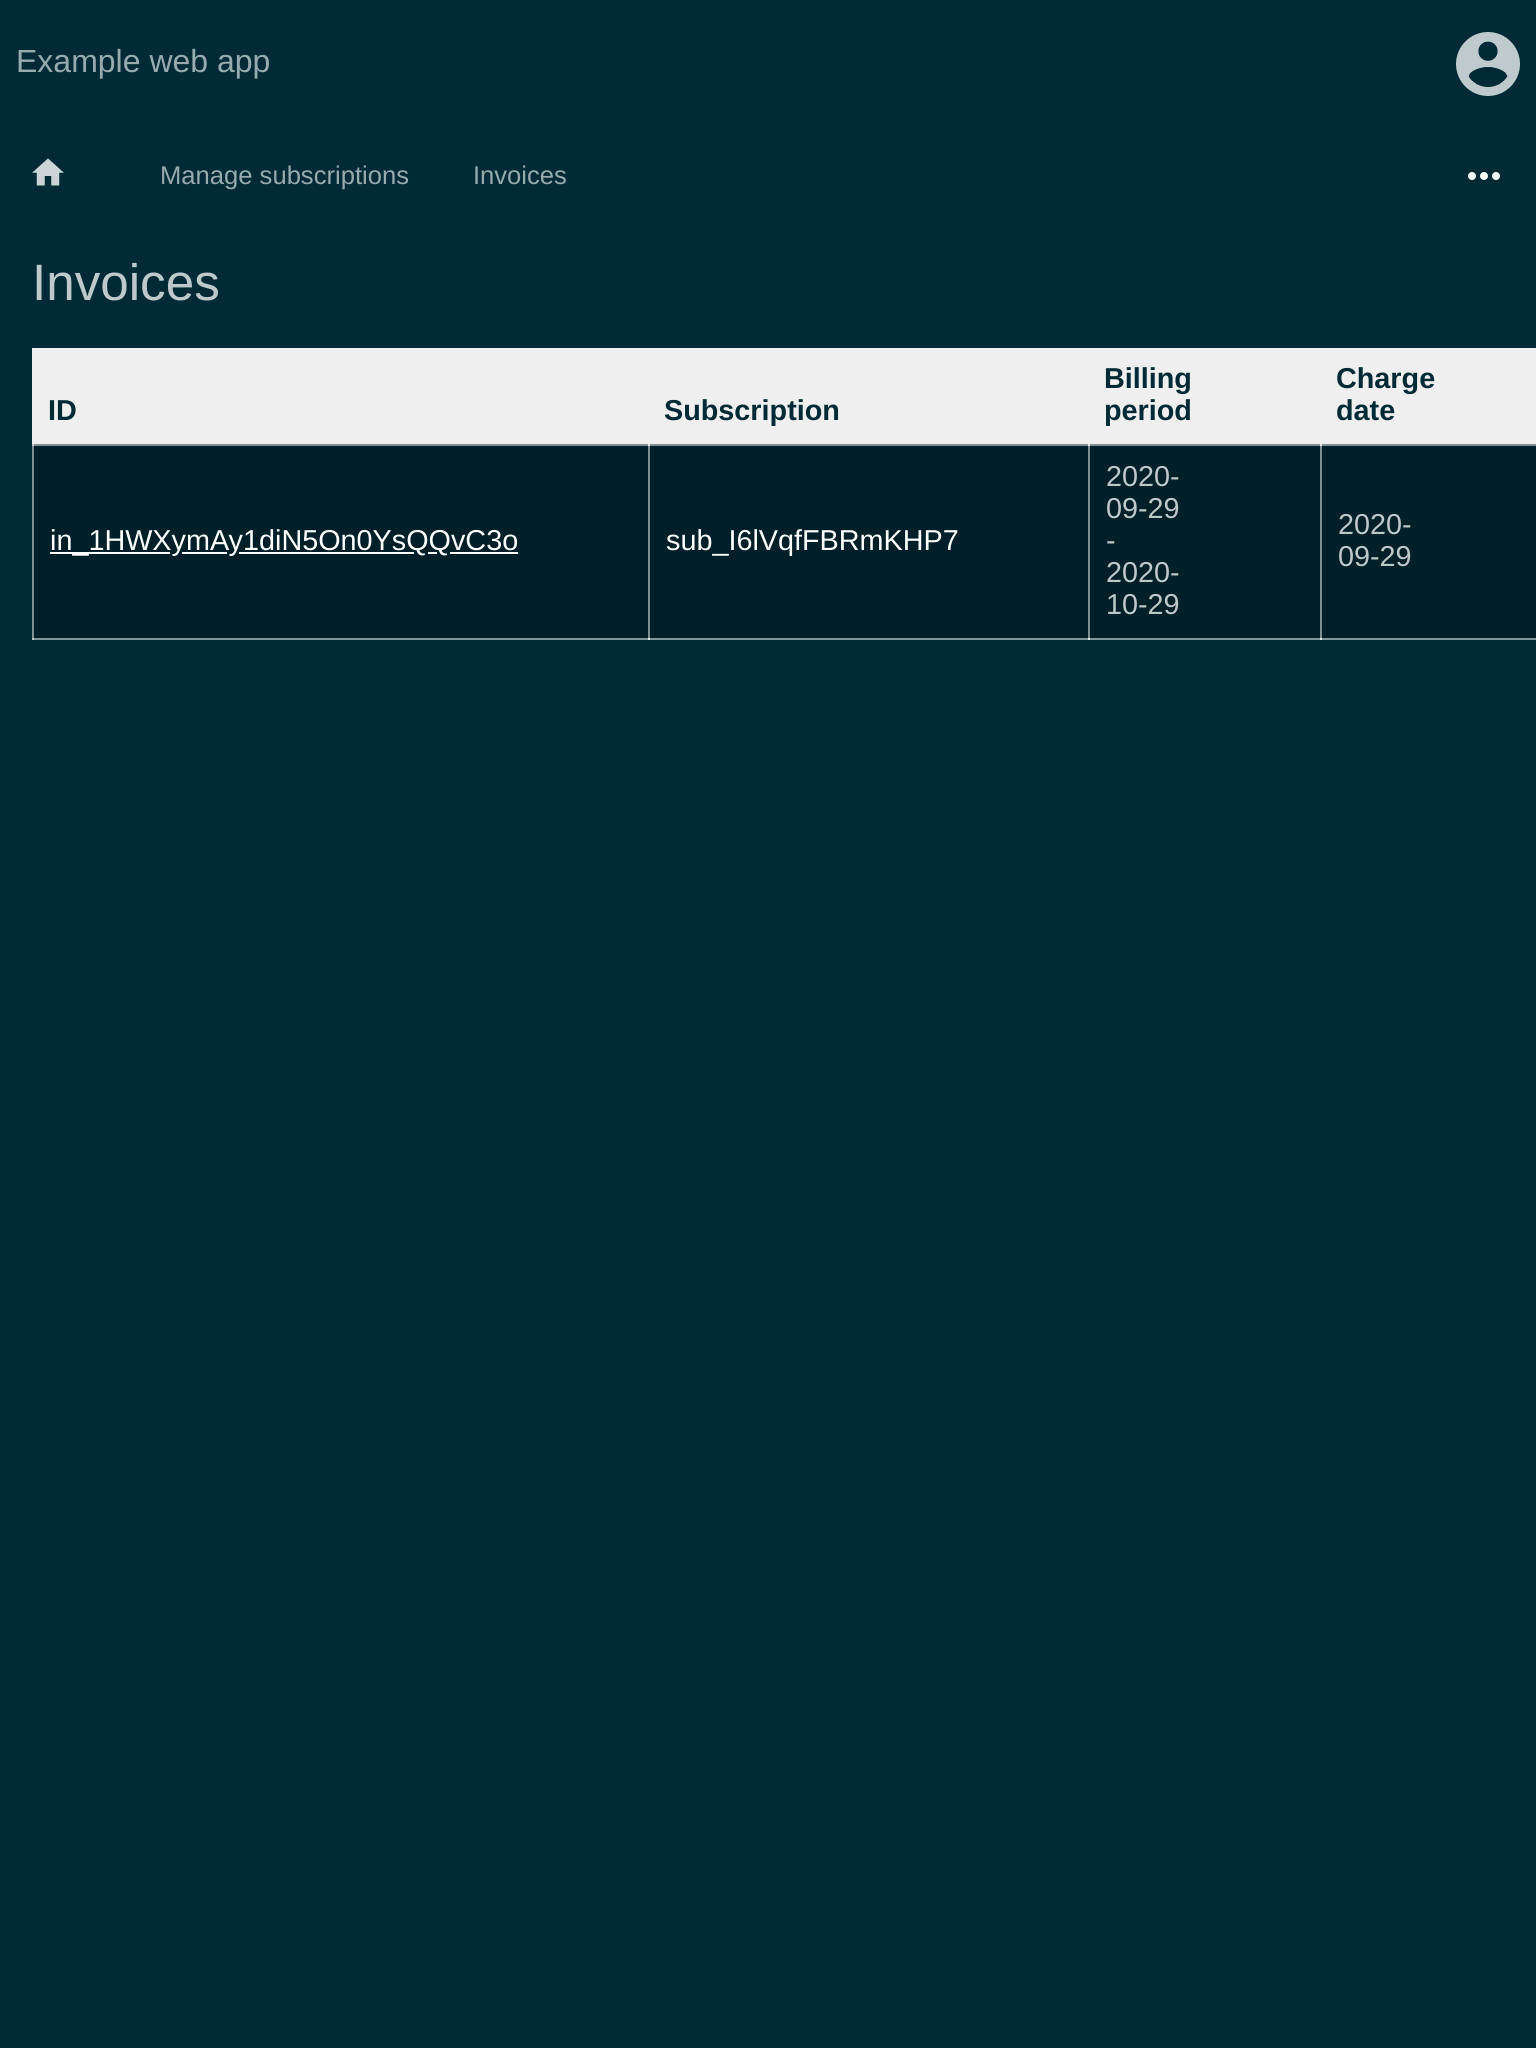 Example web app
Manage subscriptions Invoices
Invoices
ID Subscription Billing period Charge date
in_1HWXymAy1diN5On0YsQQvC3o sub_I6lVqfFBRmKHP7 2020-09-29 - 2020-10-29 2020-09-29